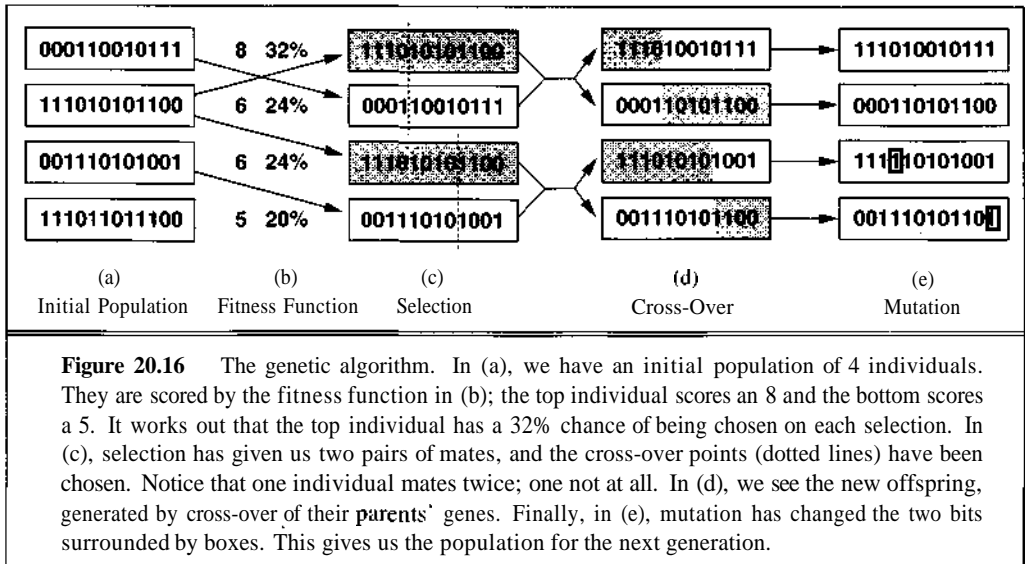 000110010111 8 32% 111010101100 111010010111 111010010111
111010101100 6 24% 000110010111 000110101100 000110101100
001110101001 6 24% 111010101100 111010101001 111110101001
111011011100 5 20% 001110101001 001110101100 001110101101
(a) (b) (c) (d) (e)
Initial Population Fitness Function Selection Cross-Over Mutation
Figure 20.16 The genetic algorithm. In (a), we have an initial population of 4 individuals.
They are scored by the fitness function in (b); the top individual scores an 8 and the bottom scores
a 5. It works out that the top individual has a 32% chance of being chosen on each selection. In
(c), selection has given us two pairs of mates, and the cross-over points (dotted lines) have been
chosen. Notice that one individual mates twice; one not at all. In (d), we see the new offspring,
generated by cross-over of their parents' genes. Finally, in (e), mutation has changed the two bits
surrounded by boxes. This gives us the population for the next generation.